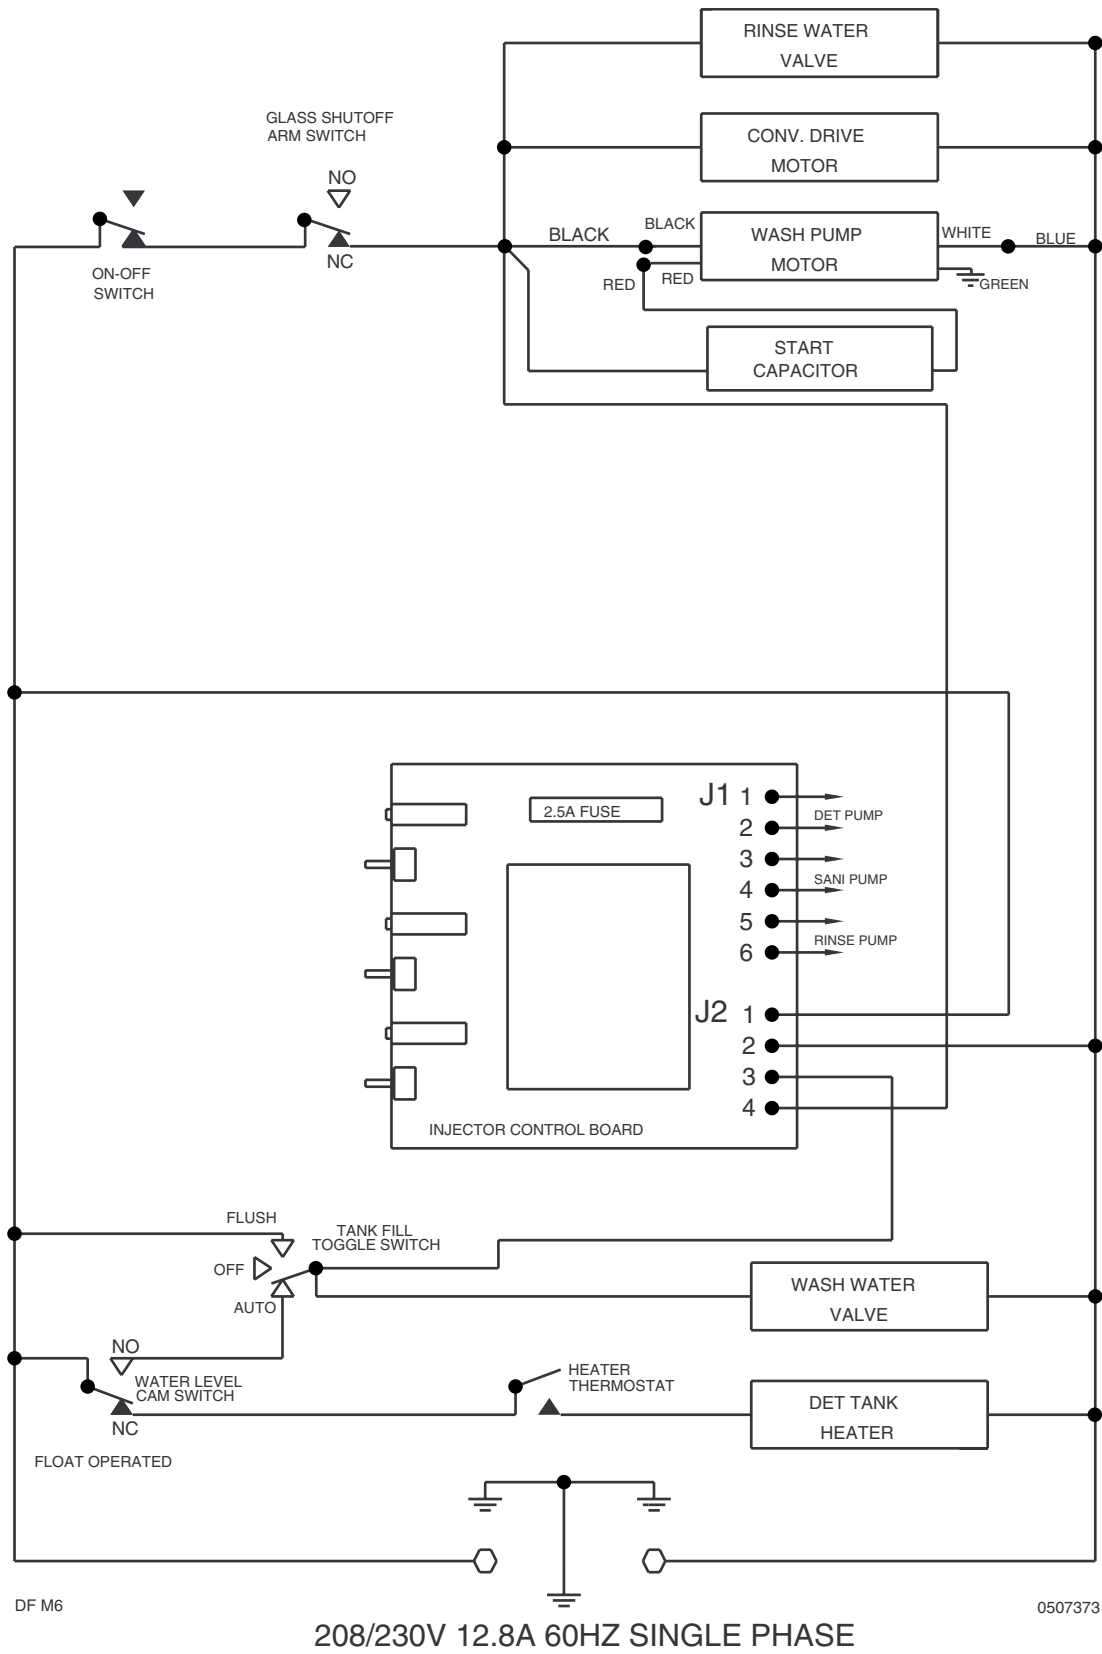 RINSE WATER
VALVE
GLASS SHUTOFF
ARM SWITCH
CONV. DRIVE
MOTOR
NO
NC
ON-OFF
SWITCH
BLACK
BLACK
WASH PUMP
MOTOR
WHITE
BLUE
RED
RED
GREEN
START
CAPACITOR
2.5A FUSE
J1 1
DET PUMP
2
3
SANI PUMP
4
5
RINSE PUMP
6
J2 1
2
3
4
INJECTOR CONTROL BOARD
FLUSH
TANK FILL
TOGGLE SWITCH
OFF
AUTO
WASH WATER
VALVE
NO
WATER LEVEL
CAM SWITCH
NC
FLOAT OPERATED
HEATER
THERMOSTAT
DET TANK
HEATER
DF M6
0507373
208/230V 12.8A 60HZ SINGLE PHASE